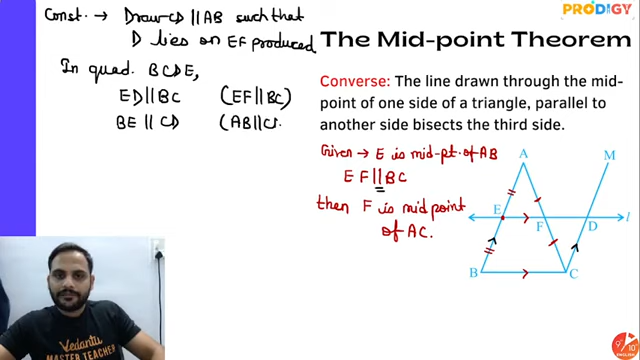 Const. → Draw CD || AB such that
D lies on EF produced
In quad. BCDE,
ED || BC (EF || BC)
BE || CD (AB || C
PRODIGY
The Mid-point Theorem
Converse: The line drawn through the mid-
point of one side of a triangle, parallel to
another side bisects the third side.
Given → E is mid-pt. of AB
EF || BC
then F is midpoint
of AC.
A M
E F D l
B C
Vedantu
MASTER TEACHER
9 10